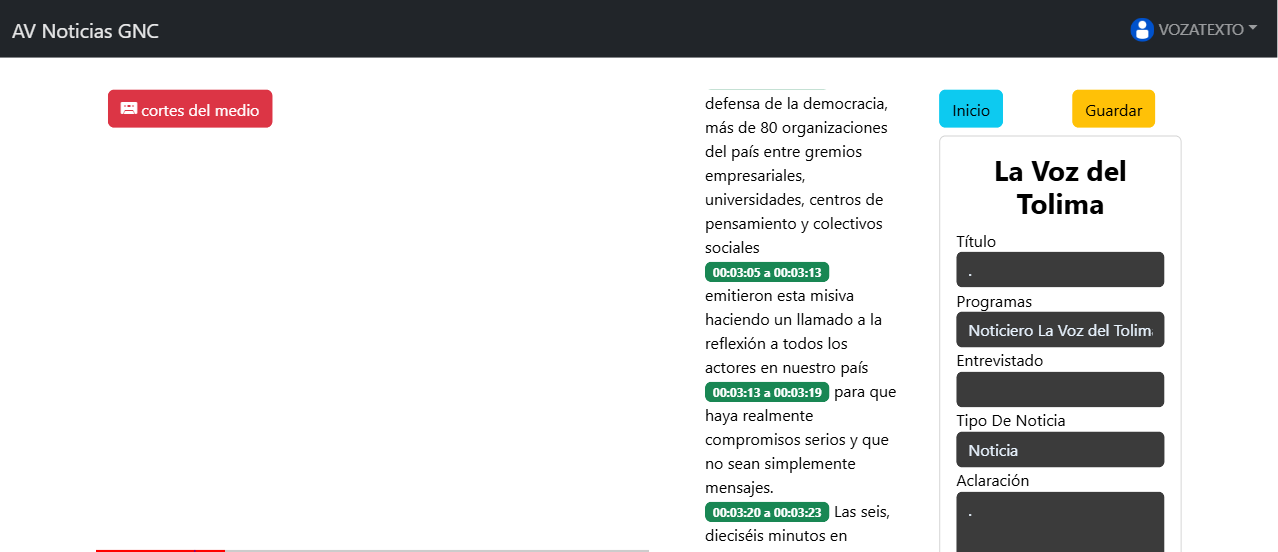 AV Noticias GNC
VOZATEXTO
cortes del medio
defensa de la democracia,
más de 80 organizaciones
del país entre gremios
empresariales,
universidades, centros de
pensamiento y colectivos
sociales
00:03:05 a 00:03:13
emitieron esta misiva
haciendo un llamado a la
reflexión a todos los
actores en nuestro país
00:03:13 a 00:03:19 para que
haya realmente
compromisos serios y que
no sean simplemente
mensajes.
00:03:20 a 00:03:23 Las seis,
dieciséis minutos en
Inicio
Guardar
La Voz del
Tolima
Título
.
Programas
Noticiero La Voz del Tolima
Entrevistado
Tipo De Noticia
Noticia
Aclaración
.